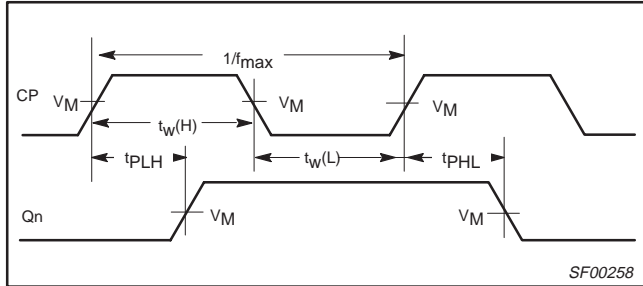 1/fmax
CP
VM
VM
VM
tw(H)
tPLH
tw(L)
tPHL
Qn
VM
VM
SF00258